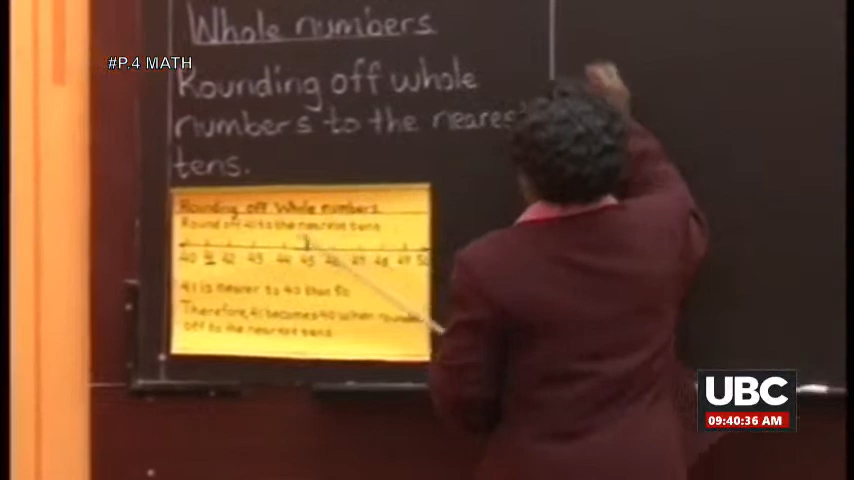 #P.4 MATH
Whole numbers
Rounding off whole
numbers to the nearest
tens.
Rounding off Whole numbers
Round off 41 to the nearest tens
40 41 42 43 44 45 46 47 48 49 50
41 is nearer to 40 than 50
Therefore, 41 becomes 40 when rounded
off to the nearest tens
UBC
09:40:36 AM